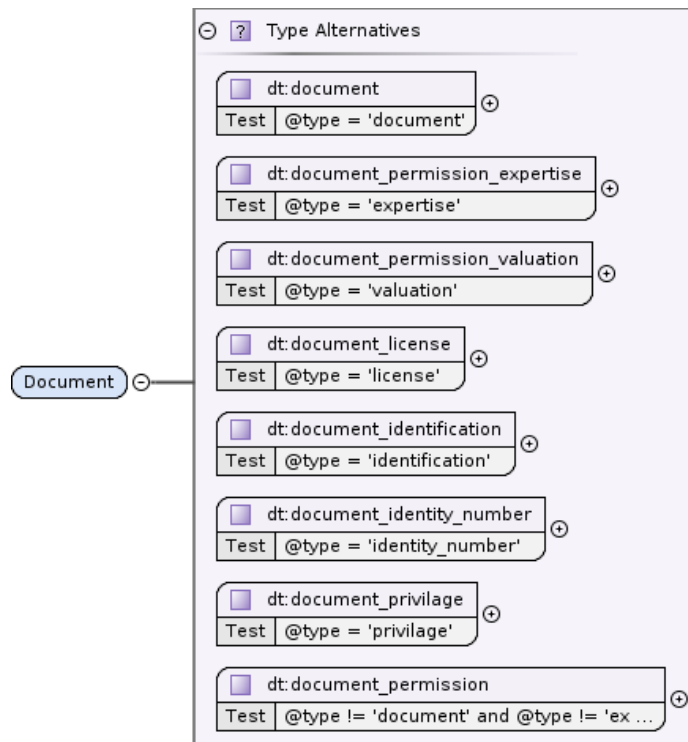 ? Type Alternatives
dt:document
Test @type = 'document'
dt:document_permission_expertise
Test @type = 'expertise'
dt:document_permission_valuation
Test @type = 'valuation'
dt:document_license
Test @type = 'license'
Document
dt:document_identification
Test @type = 'identification'
dt:document_identity_number
Test @type = 'identity_number'
dt:document_privilage
Test @type = 'privilage'
dt:document_permission
Test @type != 'document' and @type != 'ex ...